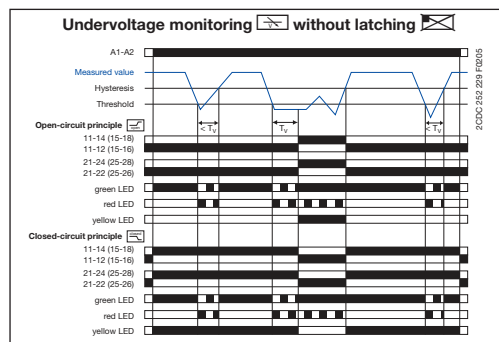 Undervoltage monitoring V without latching
A1-A2
Measured value
Hysteresis
Threshold
Open-circuit principle open
< Tv Tv < Tv
11-14 (15-18)
11-12 (15-16)
21-24 (25-28)
21-22 (25-26)
green LED
red LED
yellow LED
Closed-circuit principle closed
11-14 (15-18)
11-12 (15-16)
21-24 (25-28)
21-22 (25-26)
green LED
red LED
yellow LED
2CDC 252 229 F0205